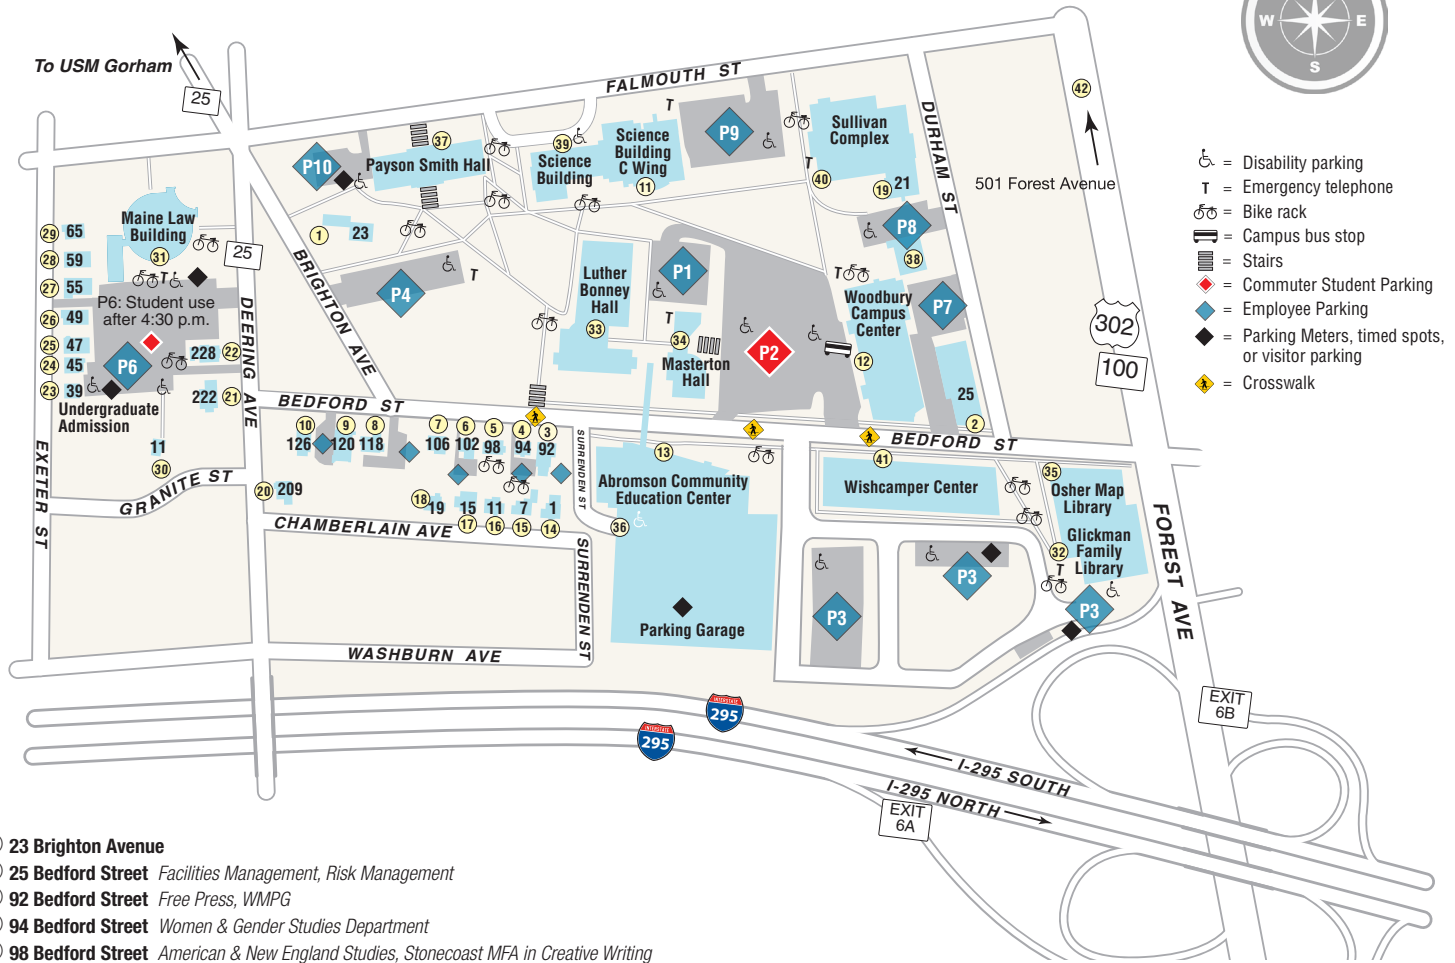 W E
S
To USM Gorham
25
FALMOUTH ST
T
P9
Sullivan
Complex
DURHAM ST
42
501 Forest Avenue
= Disability parking
T = Emergency telephone
= Bike rack
= Campus bus stop
= Stairs
= Commuter Student Parking
= Employee Parking
= Parking Meters, timed spots,
or visitor parking
= Crosswalk
P10
37
Payson Smith Hall
39
Science
Building
Science
Building
C Wing
11
T
40
19 21
P8
38
Maine Law
Building
31
T
25
1 23
29 65
28 59
27 55
26 49
25 47
24 45
23 39
P6: Student use
after 4:30 p.m.
P6
228 22
222 21
Undergraduate
Admission
11
30
BRIGHTON AVE
DEERING AVE
P4
T
Luther
Bonney
Hall
33
P1
T
34
Masterton
Hall
P2
T
Woodbury
Campus
Center
12
P7
25
2
302
100
BEDFORD ST
10 9 8 7 6 5 4 3
126 120 118 106 102 98 94 92
SURRENDEN ST
BEDFORD ST
EXETER ST
GRANITE ST
20 209
18 19 15 11 7 1
17 16 15 14
CHAMBERLAIN AVE
SURRENDEN ST
13
Abromson Community
Education Center
36
Parking Garage
41
Wishcamper Center
35
Osher Map
Library
32
Glickman
Family
Library
T
P3
P3
P3
FOREST AVE
WASHBURN AVE
INTERSTATE
295
INTERSTATE
295
I-295 SOUTH
I-295 NORTH
EXIT
6B
EXIT
6A
23 Brighton Avenue
25 Bedford Street Facilities Management, Risk Management
92 Bedford Street Free Press, WMPG
94 Bedford Street Women & Gender Studies Department
98 Bedford Street American & New England Studies, Stonecoast MFA in Creative Writing